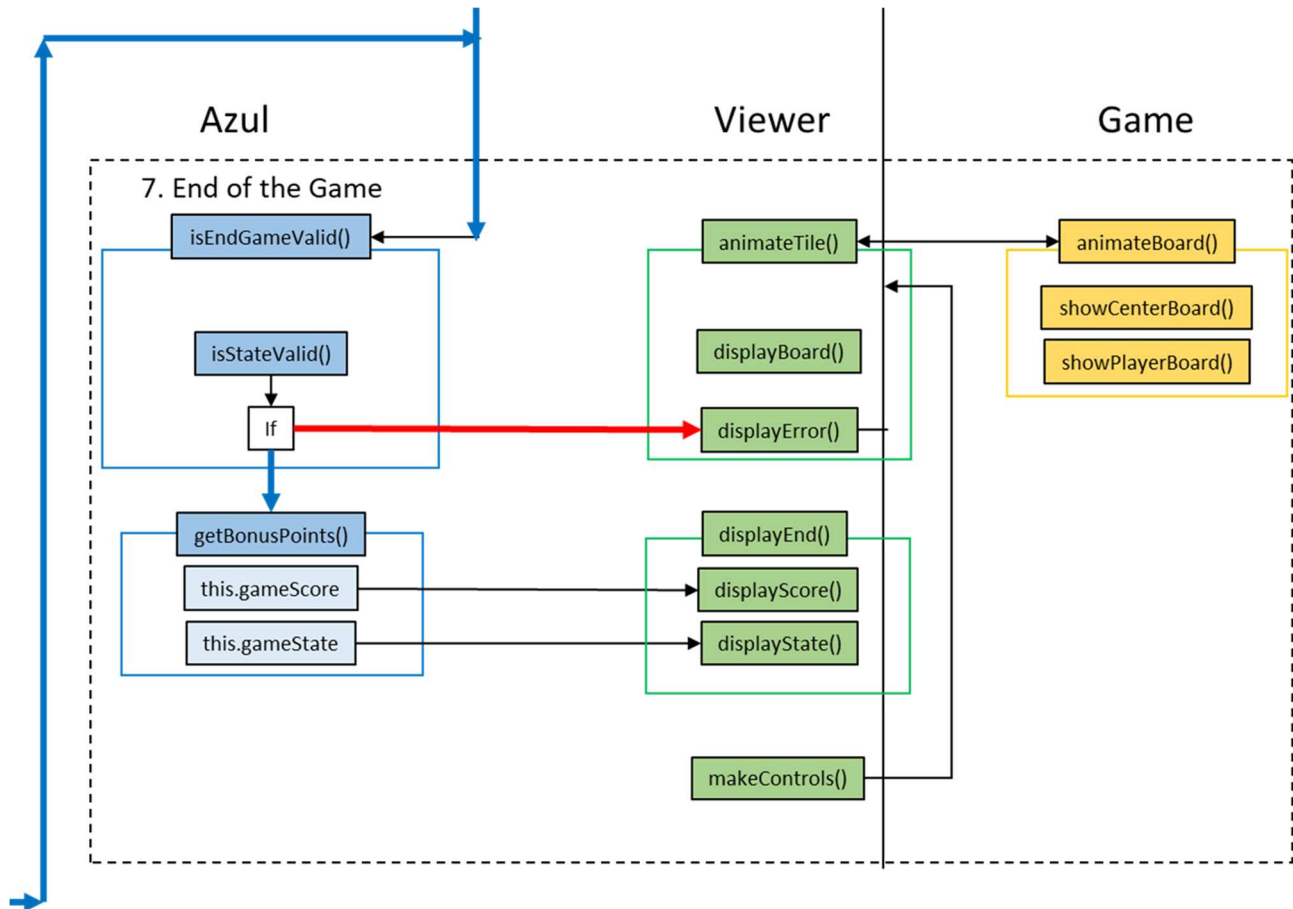 Azul
Viewer
Game
7. End of the Game
isEndGameValid()
animateTile()
animateBoard()
showCenterBoard()
isStateValid()
displayBoard()
showPlayerBoard()
If
displayError()
getBonusPoints()
displayEnd()
this.gameScore
displayScore()
this.gameState
displayState()
makeControls()